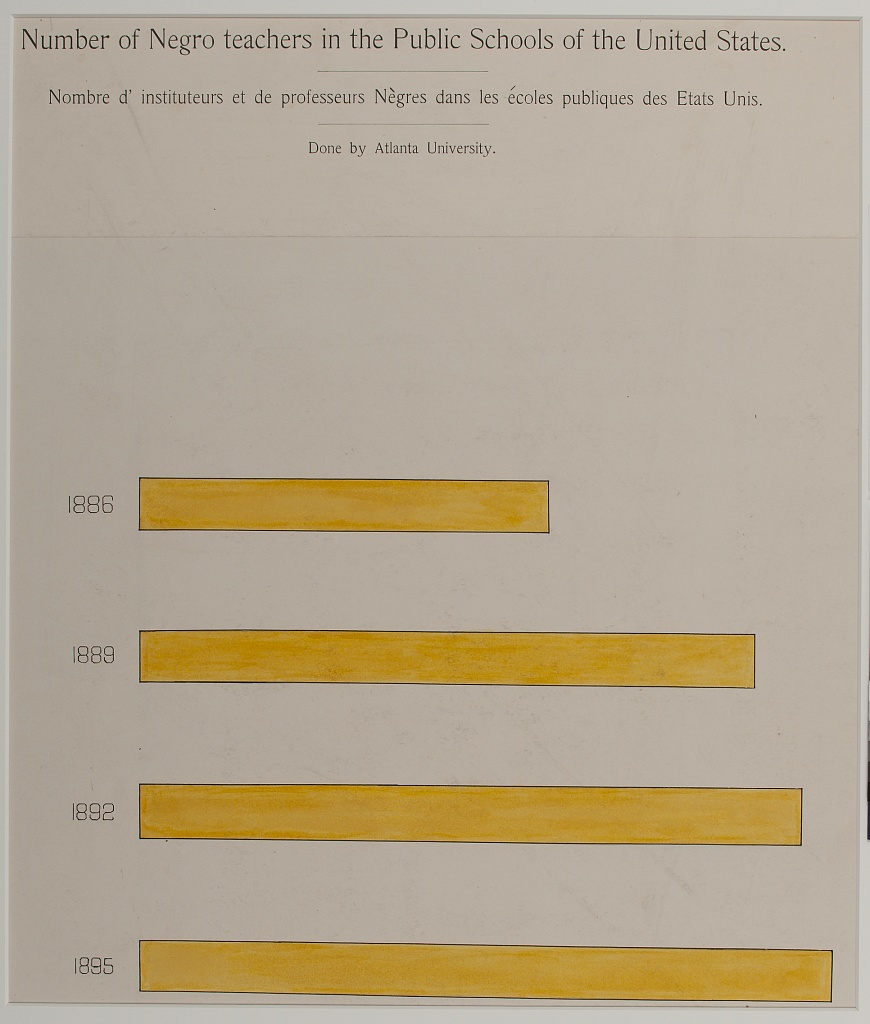 Number of Negro teachers in the Public Schools of the United States.
Nombre d' instituteurs et de professeurs Nègres dans les écoles publiques des Etats Unis.
Done by Atlanta University.
1886
1889
1892
1895